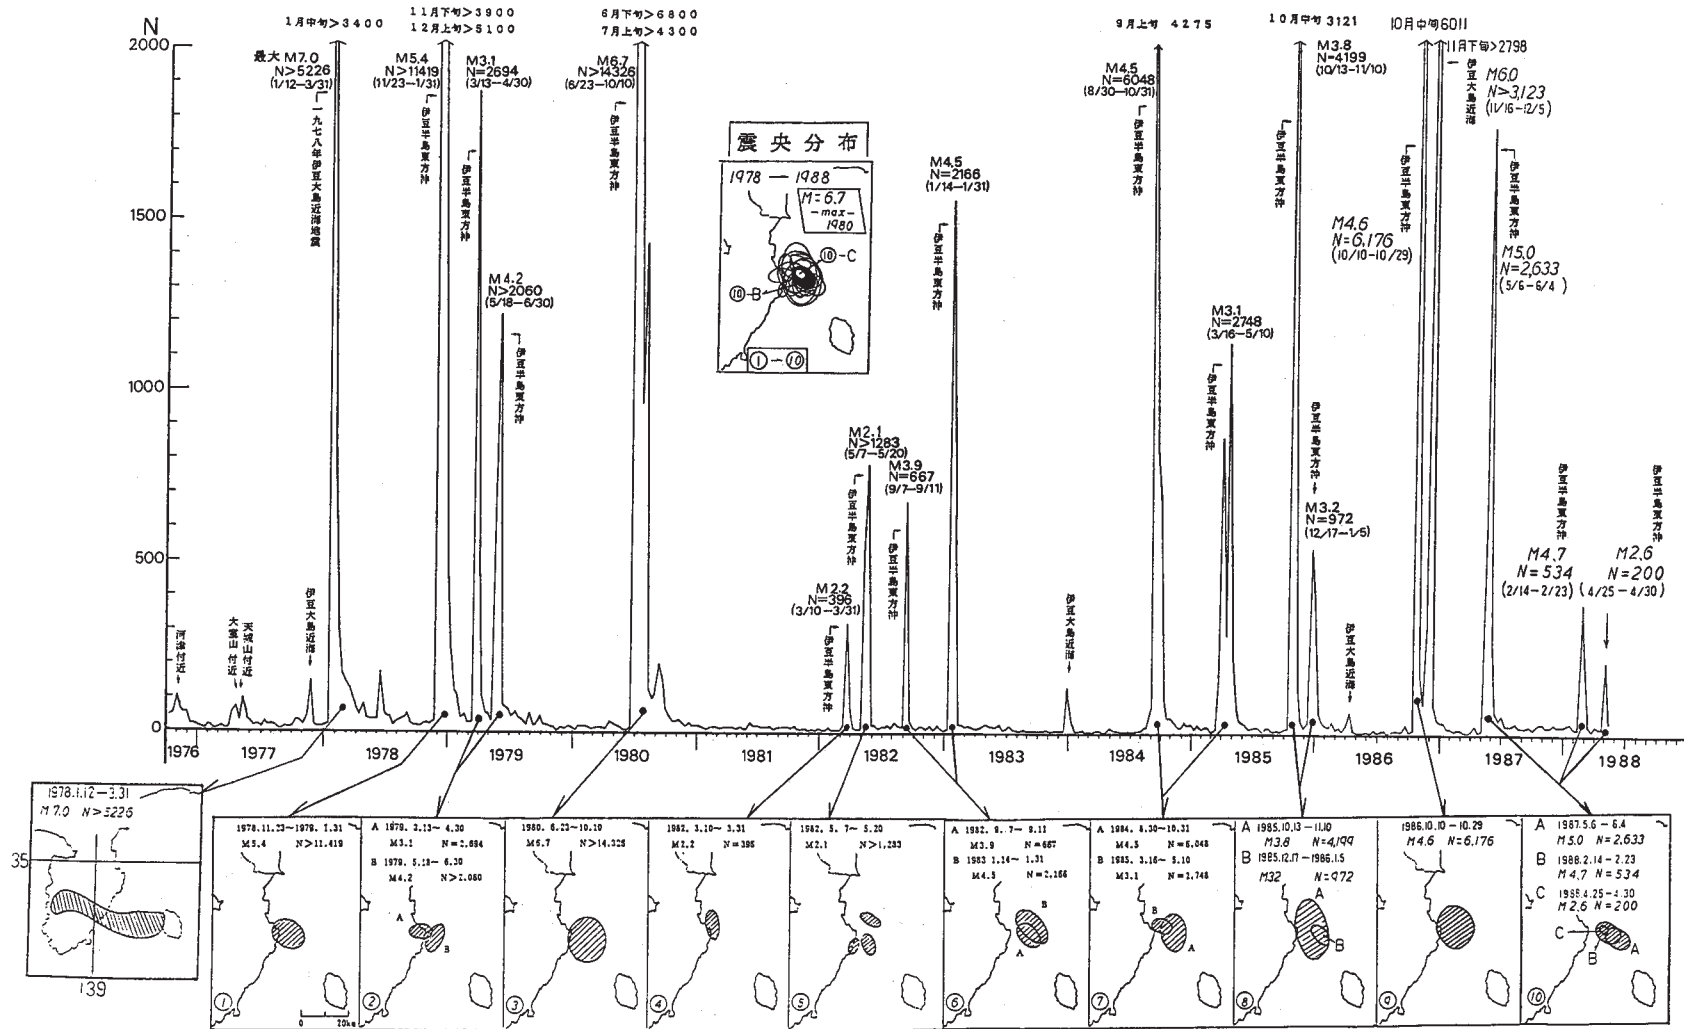 N
2000
1500
1000
500
0
1月中旬>3400
11月下旬>3900
12月上旬>5100
6月下旬>6800
7月上旬>4300
9月上旬 4275
10月中旬 3121
10月中旬6011
11月下旬>2798
最大 M7.0
N>5226
(1/12-3/31)
一九七八年伊豆大島近海地震
M5.4
N>11419
(11/23-1/31)
伊豆半島東方沖
M3.1
N=2694
(3/13-4/30)
伊豆半島東方沖
M4.2
N>2060
(5/18-6/30)
伊豆半島東方沖
M6.7
N>14326
(6/23-10/10)
伊豆半島東方沖
震央分布
1978 — 1988
M=6.7
-max-
1980
⑩-C
⑩-B
①-⑩
M2.2
N=396
(3/10-3/31)
伊豆半島東方沖
M2.1
N>1283
(5/7-5/20)
伊豆半島東方沖
M3.9
N=667
(9/7-9/11)
伊豆半島東方沖
M4.5
N=2166
(1/14-1/31)
伊豆半島東方沖
M4.5
N=6048
(8/30-10/31)
伊豆半島東方沖
M3.1
N=2748
(3/16-5/10)
伊豆半島東方沖
M3.8
N=4199
(10/13-11/10)
伊豆半島東方沖
M3.2
N=972
(12/17-1/5)
伊豆半島東方沖
M4.6
N=6,176
(10/10-10/29)
伊豆半島東方沖
M6.0
N>3,123
(11/16-12/5)
伊豆大島近海
M5.0
N=2,633
(5/6-6/4)
伊豆半島東方沖
M4.7
N=534
(2/14-2/23)
伊豆半島東方沖
M2.6
N=200
(4/25-4/30)
伊豆半島東方沖
河津付近
大室山付近
天城山付近
伊豆大島近海
伊豆大島近海
伊豆大島近海
1976 1977 1978 1979 1980 1981 1982 1983 1984 1985 1986 1987 1988
1978.1.12-3.31
M7.0 N>5226
35
139
1978.11.23~1979.1.31
M5.4 N>11.419
①
0 20km
A 1979. 3.13~ 4.30
M3.1 N=2,694
B 1979. 5.18~ 6.30
M4.2 N>2.060
A
B
②
1980. 6.23~10.10
M6.7 N>14.326
③
1982. 3.10~ 3.31
M2.2 N=396
④
1982. 5. 7~ 5.20
M2.1 N>1,283
⑤
A 1982. 9. 7~ 9.11
M3.9 N=667
B 1983 1.14~ 1.31
M4.5 N=2,166
B
A
⑥
A 1984. 8.30~10.31
M4.5 N=6,048
B 1985. 3.16~ 5.10
M3.1 N=2,748
B
A
⑦
A 1985.10.13-11.10
M3.8 N=4,199
B 1985.12.17-1986.1.5
M32 N=972
A
B
⑧
1986.10.10-10.29
M4.6 N=6,176
⑨
A 1987.5.6-6.4
M5.0 N=2,633
B 1988.2.14-2.23
M4.7 N=534
C 1988.4.25-4.30
M2.6 N=200
C
B
A
⑩